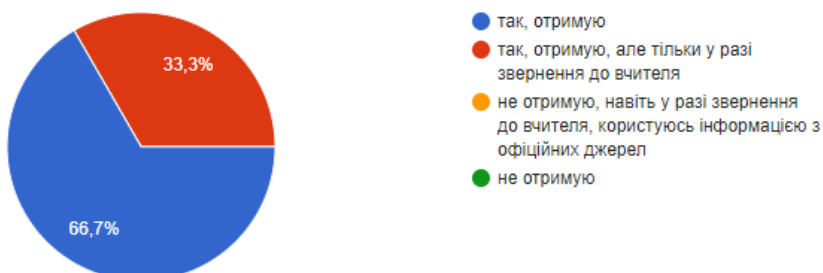 33,3%
66,7%
так, отримую
так, отримую, але тільки у разі
звернення до вчителя
не отримую, навіть у разі звернення
до вчителя, користуюсь інформацією з
офіційних джерел
не отримую